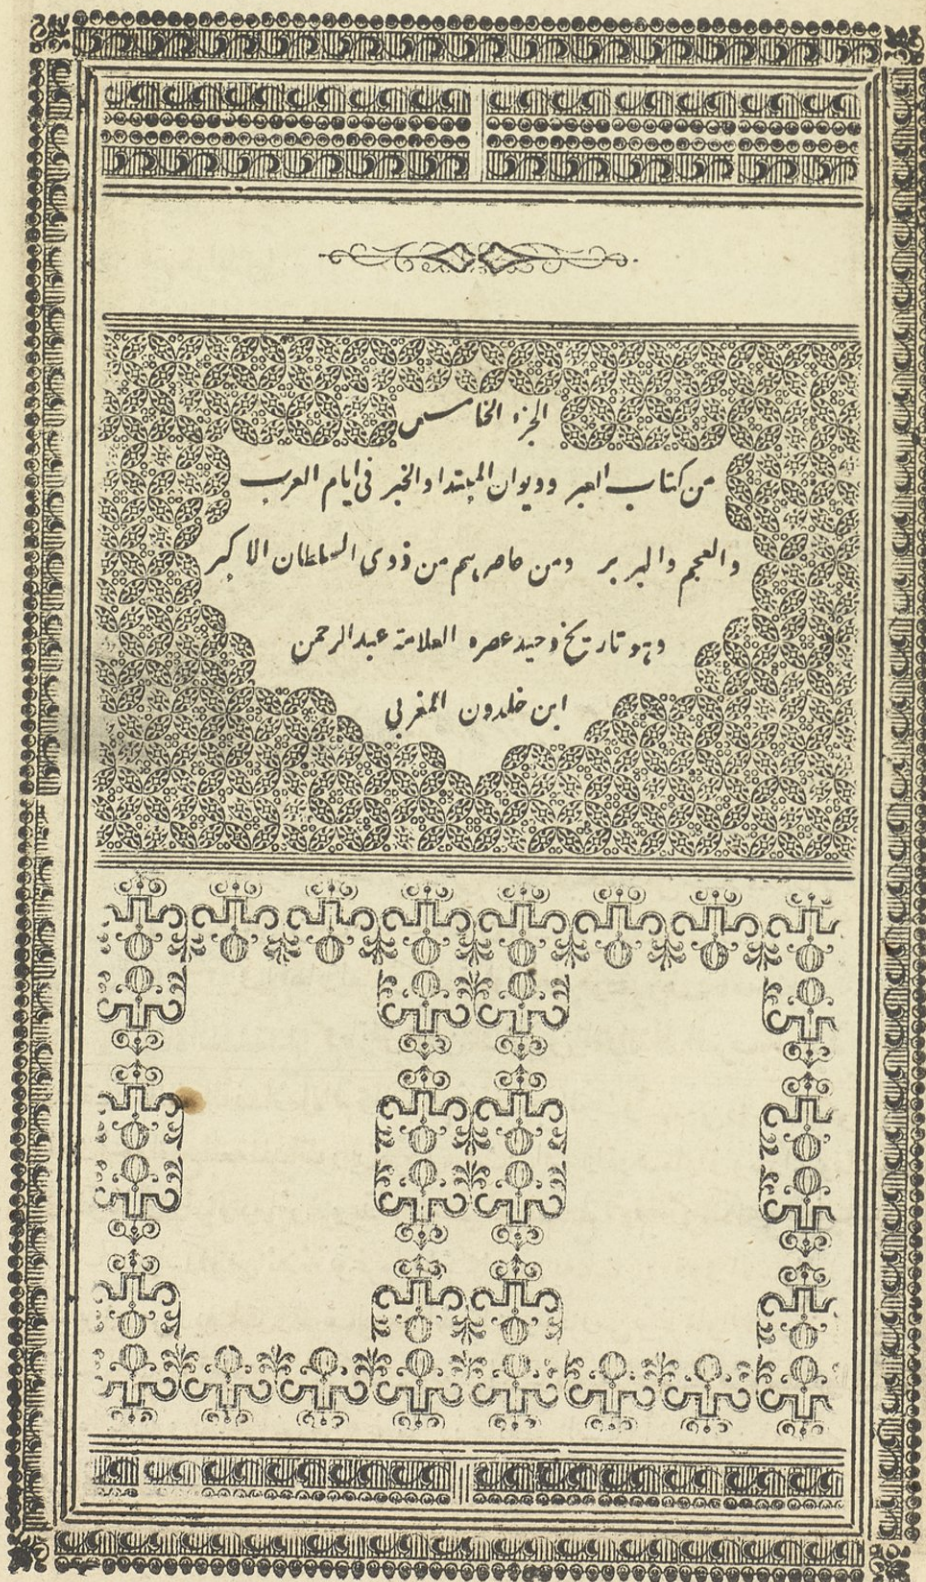 الجزء الخامس
من كتاب العبر وديوان المبتدا والخبر في ايام العرب
والعجم والبربر ومن عاصرهم من ذوى السلطان الاكبر
وهو تاريخ وحيد عصره العلامة عبد الرحمن
ابن خلدون المغربي